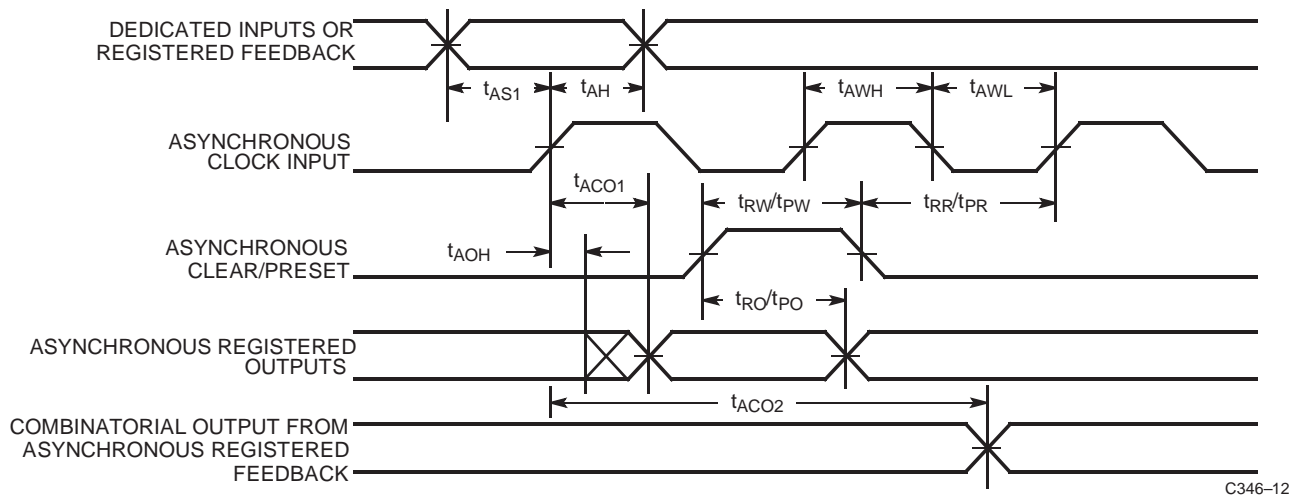 DEDICATED INPUTS OR
REGISTERED FEEDBACK
tAS1
tAH
tAWH
tAWL
ASYNCHRONOUS
CLOCK INPUT
tACO1
tRW/tPW
tRR/tPR
ASYNCHRONOUS
CLEAR/PRESET
tAOH
tRO/tPO
ASYNCHRONOUS REGISTERED
OUTPUTS
tACO2
COMBINATORIAL OUTPUT FROM
ASYNCHRONOUS REGISTERED
FEEDBACK
C346–12